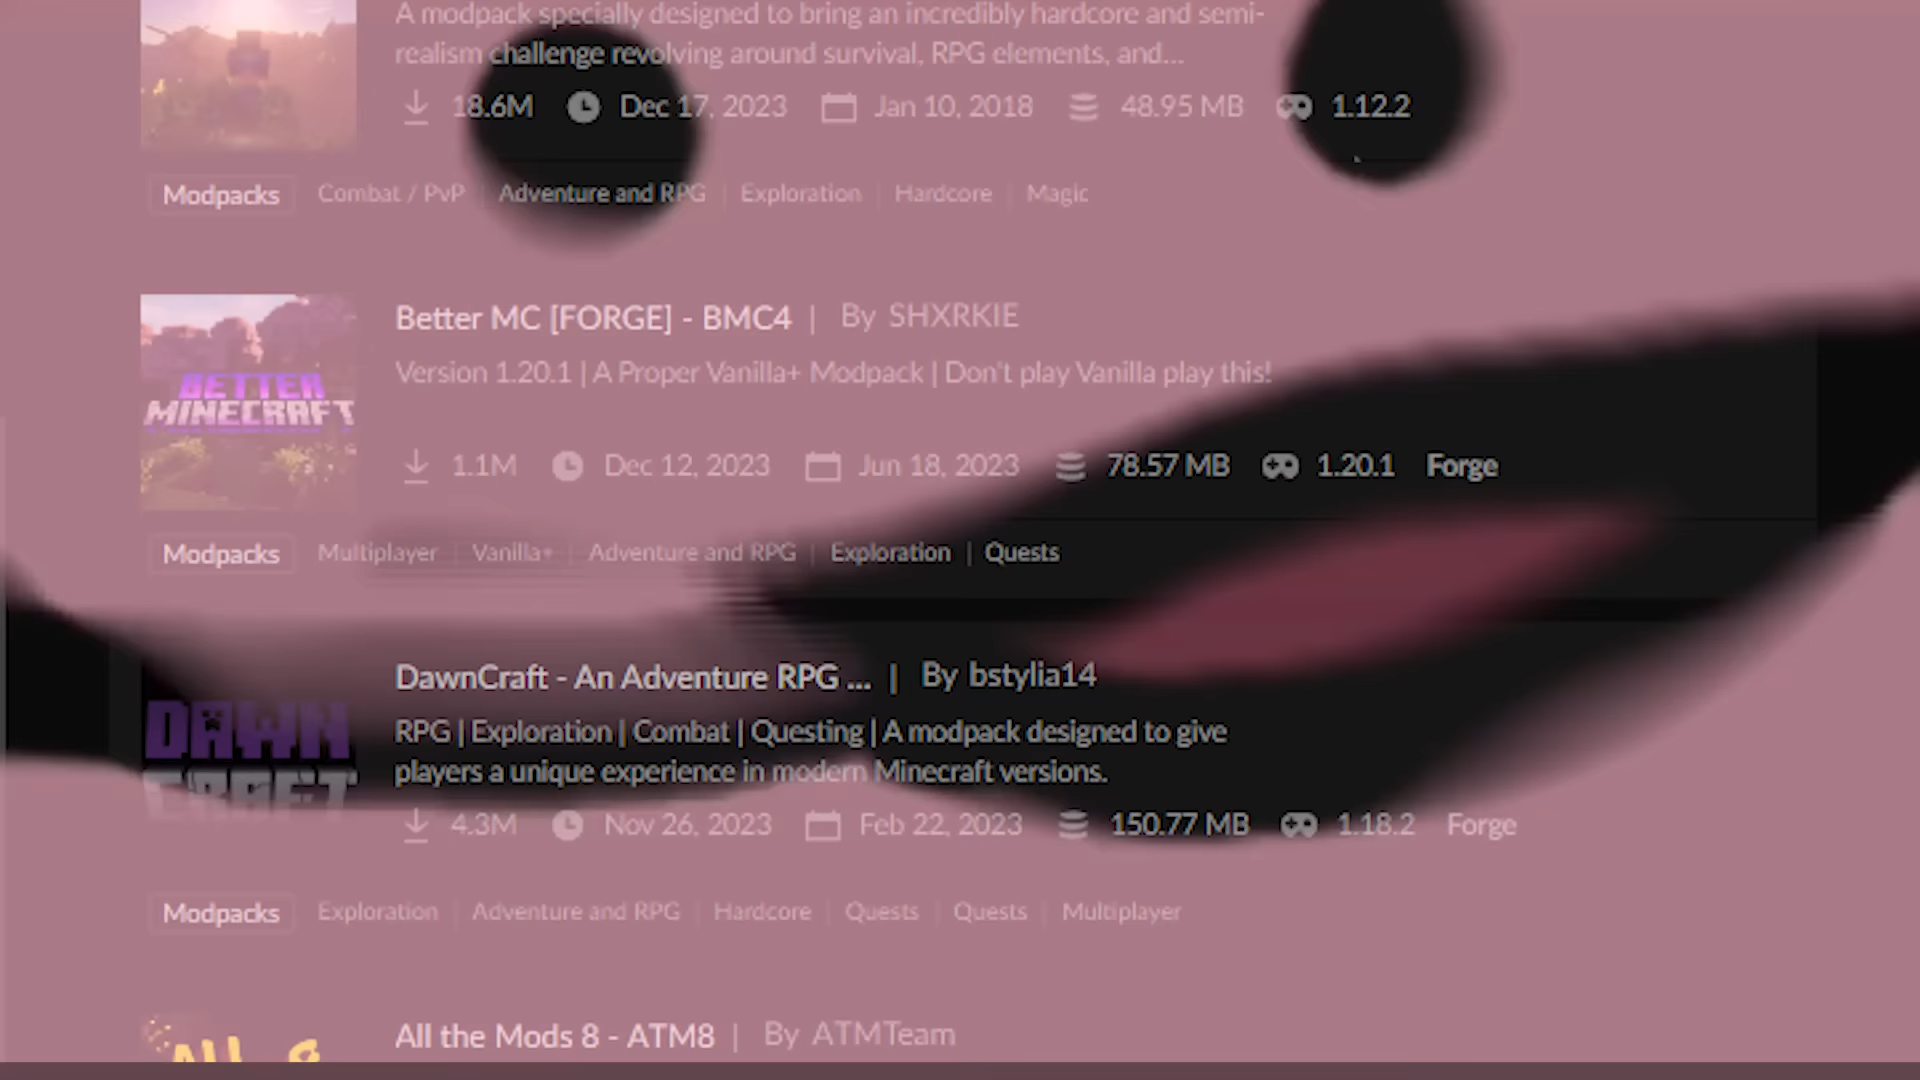 A modpack specially designed to bring an incredibly hardcore and semi-
realism challenge revolving around survival, RPG elements, and...
18.6M Dec 17, 2023 Jan 10, 2018 48.95 MB 1.12.2
Modpacks Combat / PvP | Adventure and RPG | Exploration | Hardcore | Magic
BETTER
MINECRAFT
Better MC [FORGE] - BMC4 | By SHXRKIE
Version 1.20.1 | A Proper Vanilla+ Modpack | Don't play Vanilla play this!
1.1M Dec 12, 2023 Jun 18, 2023 78.57 MB 1.20.1 Forge
Modpacks Multiplayer | Vanilla+ | Adventure and RPG | Exploration | Quests
DAWN
CRAFT
DawnCraft - An Adventure RPG ... | By bstylia14
RPG | Exploration | Combat | Questing | A modpack designed to give
players a unique experience in modern Minecraft versions.
4.3M Nov 26, 2023 Feb 22, 2023 150.77 MB 1.18.2 Forge
Modpacks Exploration | Adventure and RPG | Hardcore | Quests | Quests | Multiplayer
All the Mods 8 - ATM8 | By ATMTeam